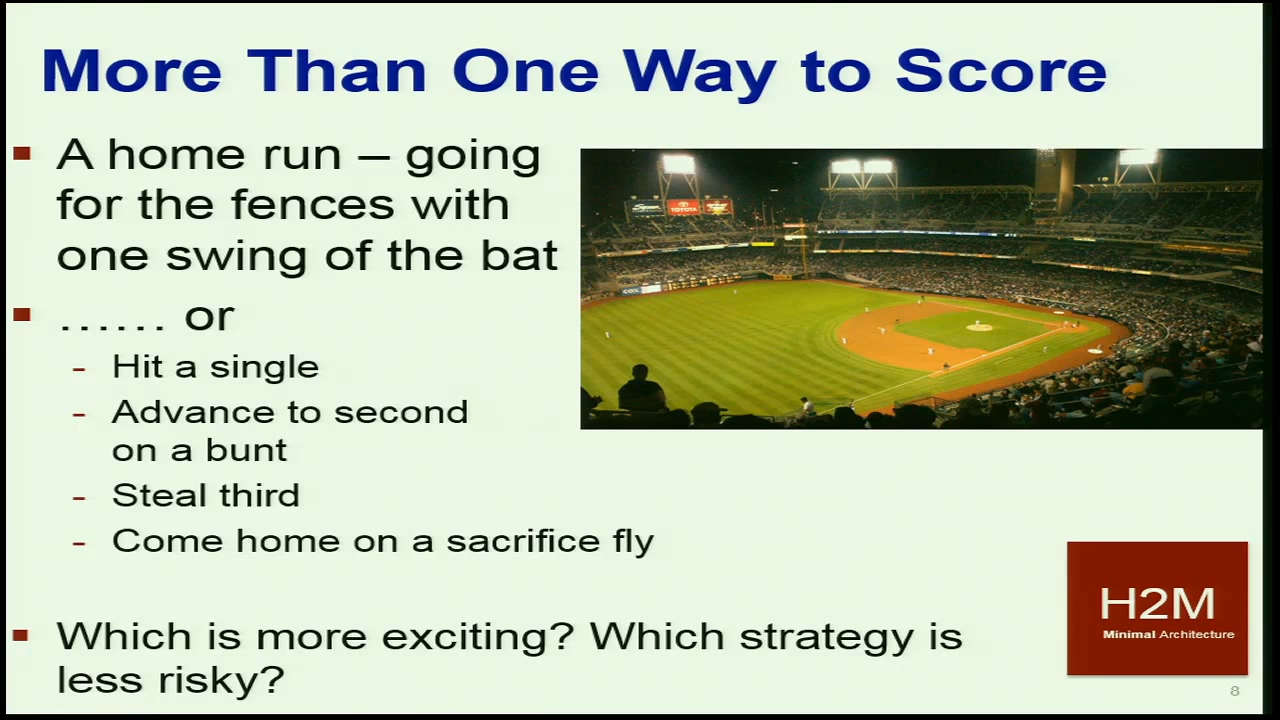 More Than One Way to Score
A home run – going
for the fences with
one swing of the bat
…… or
- Hit a single
- Advance to second
on a bunt
- Steal third
- Come home on a sacrifice fly
Which is more exciting? Which strategy is
less risky?
TOYOTA
H2M
Minimal Architecture
8